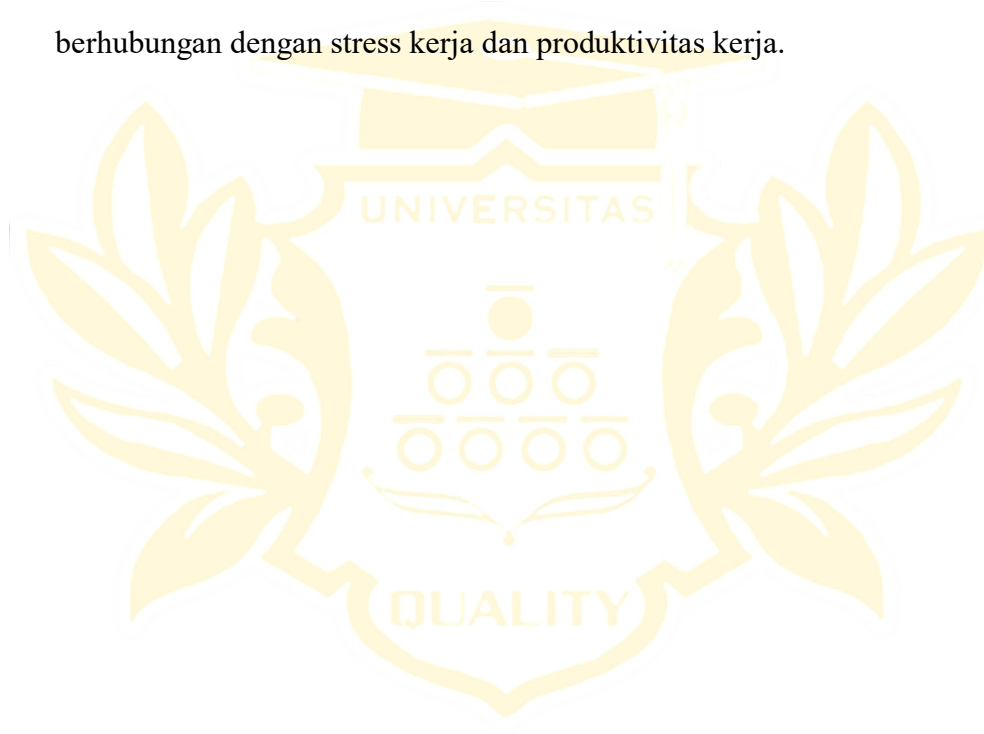 berhubungan dengan stress kerja dan produktivitas kerja.
UNIVERSITAS
QUALITY